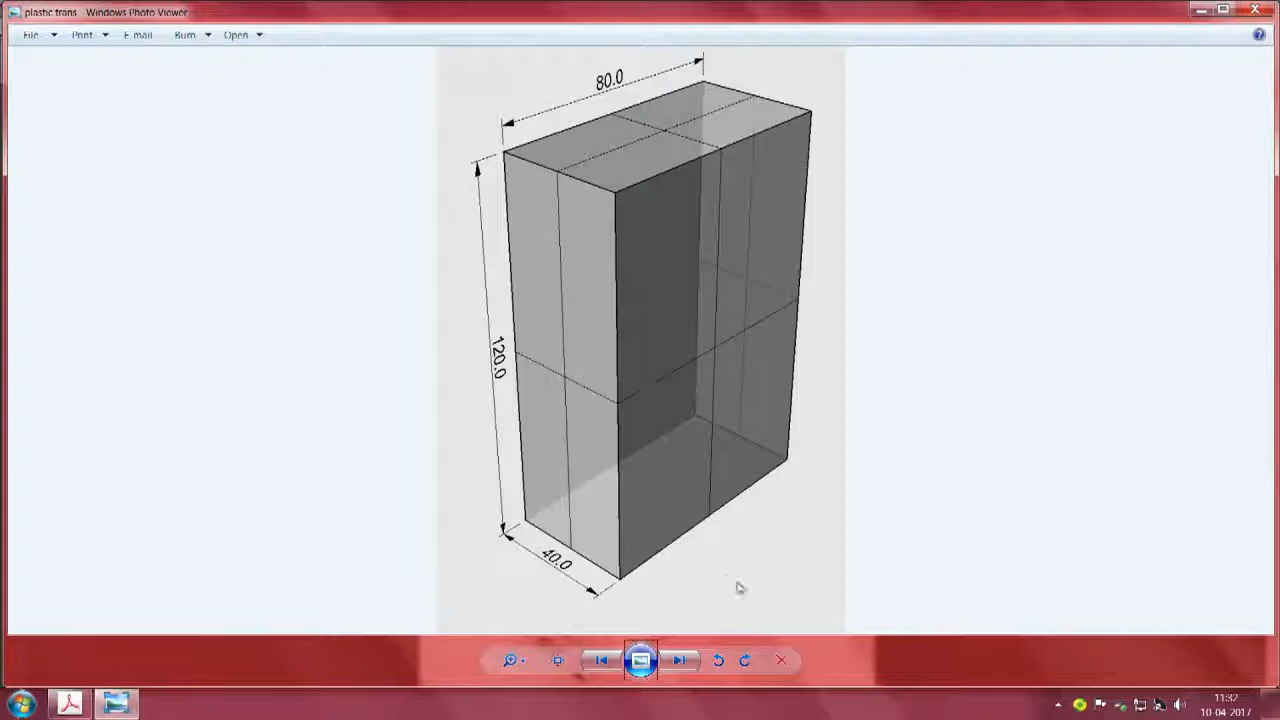 plastic trans - Windows Photo Viewer
File Print E-mail Burn Open
80.0
120.0
40.0
11:32
10-04-2017